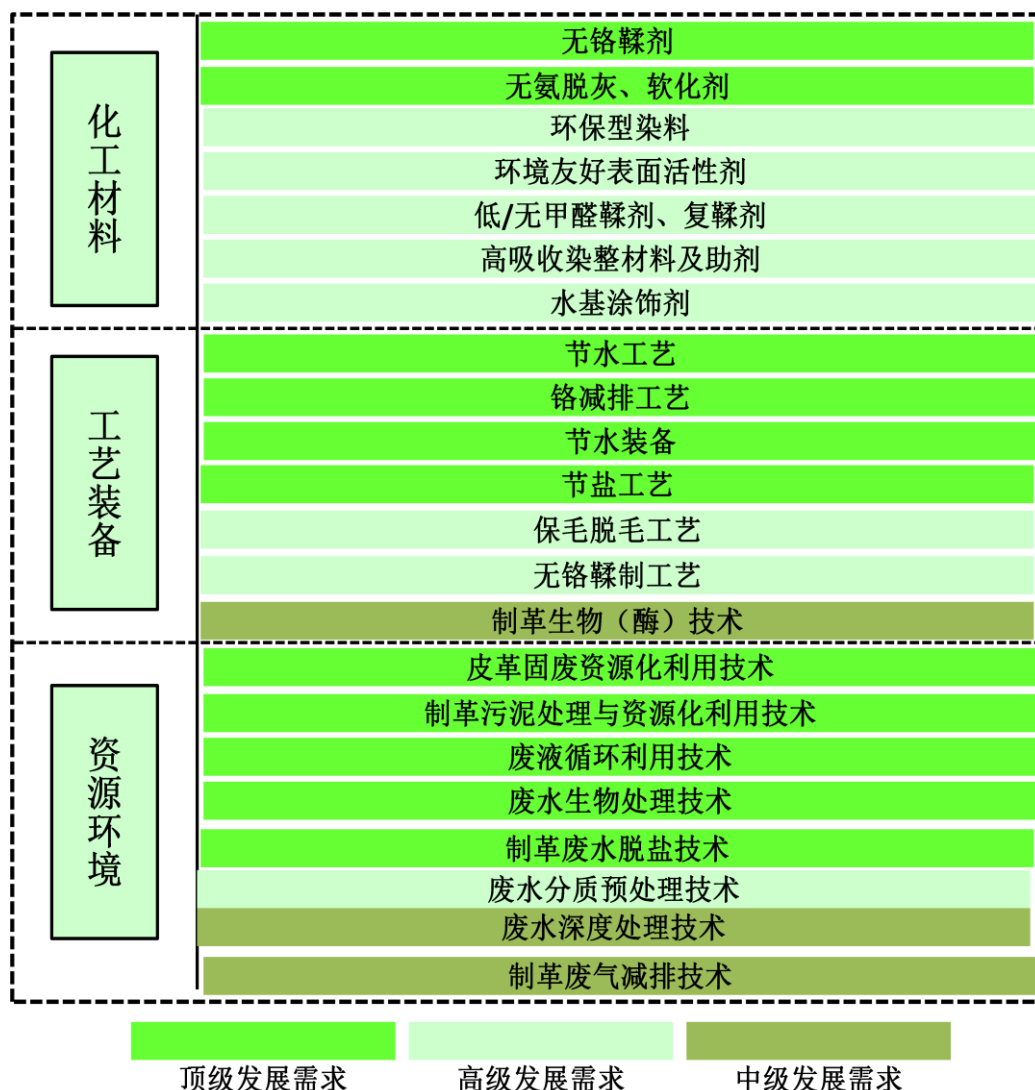 化工材料
无铬鞣剂
无氨脱灰、软化剂
环保型染料
环境友好表面活性剂
低/无甲醛鞣剂、复鞣剂
高吸收染整材料及助剂
水基涂饰剂
工艺装备
节水工艺
铬减排工艺
节水装备
节盐工艺
保毛脱毛工艺
无铬鞣制工艺
制革生物（酶）技术
资源环境
皮革固废资源化利用技术
制革污泥处理与资源化利用技术
废液循环利用技术
废水生物处理技术
制革废水脱盐技术
废水分质预处理技术
废水深度处理技术
制革废气减排技术
顶级发展需求
高级发展需求
中级发展需求